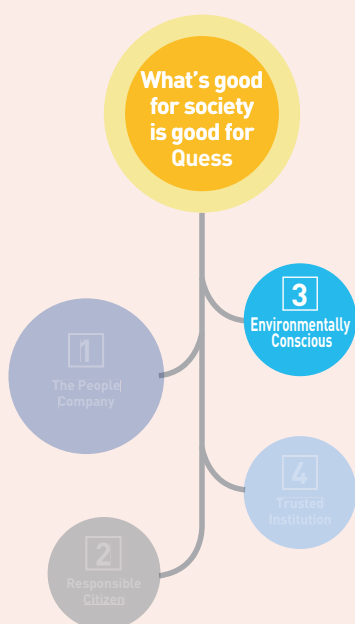 What's good
for society
is good for
Quess
3
Environmentally
Conscious
1
The People
Company
4
Trusted
Institution
2
Responsible
Citizen